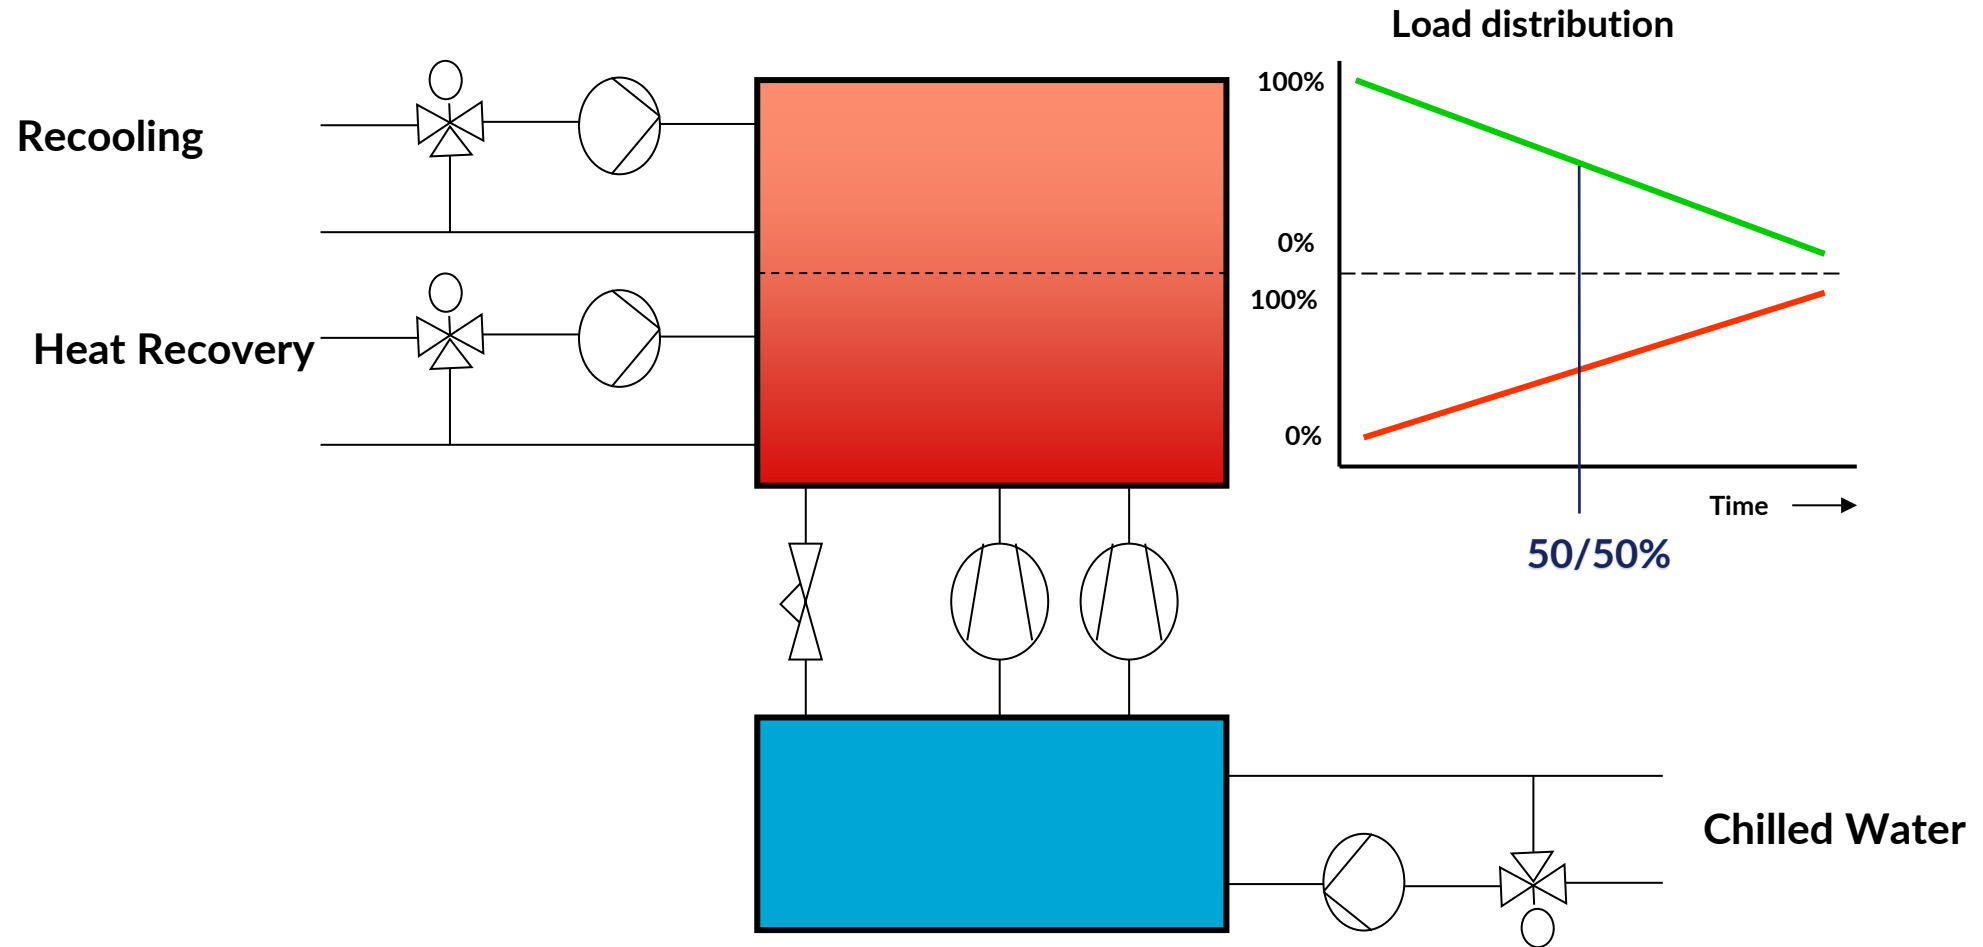 Load distribution
100%
Recooling
0%
100%
Heat Recovery
0%
Time
50/50%
Chilled Water